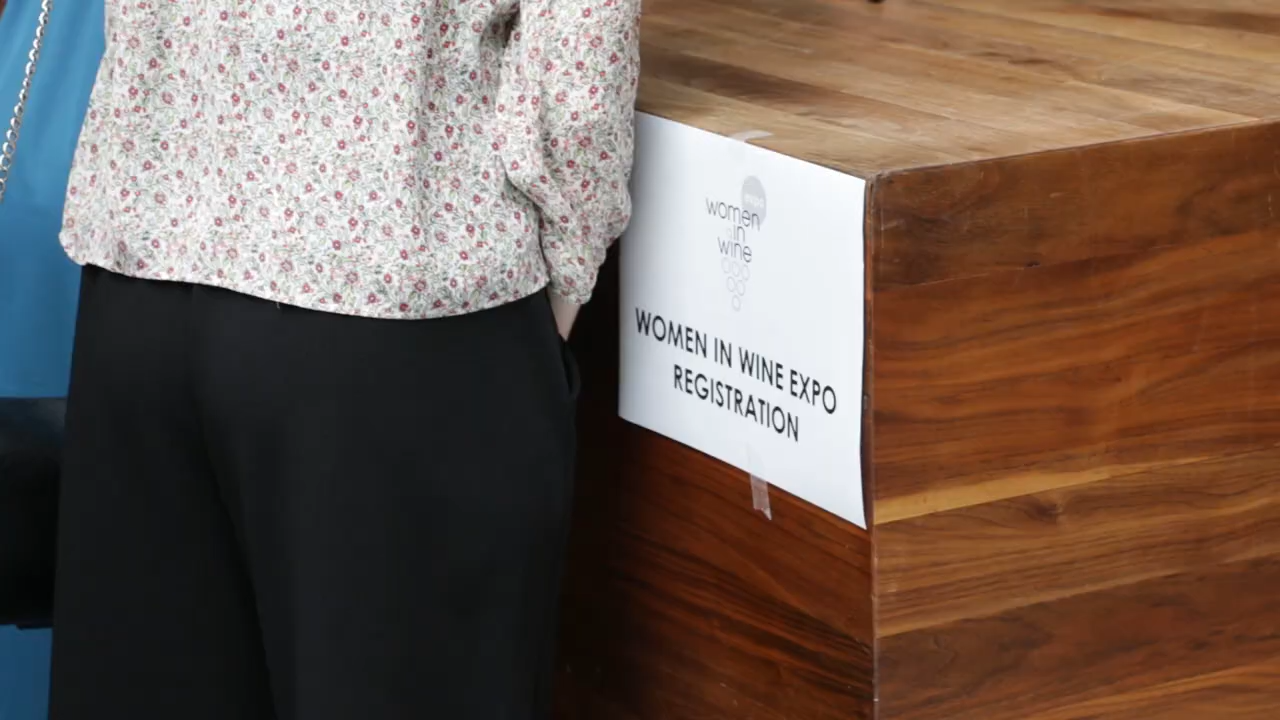 women
in
wine
WOMEN IN WINE EXPO
REGISTRATION